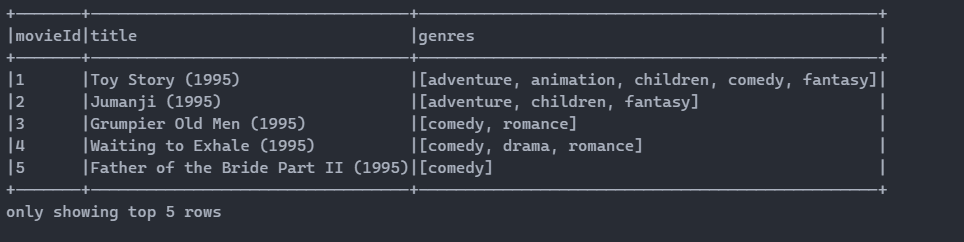 +-------+----------------------------------+-------------------------------------------------+
|movieId|title                             |genres                                           |
+-------+----------------------------------+-------------------------------------------------+
|1      |Toy Story (1995)                  |[adventure, animation, children, comedy, fantasy]|
|2      |Jumanji (1995)                    |[adventure, children, fantasy]                   |
|3      |Grumpier Old Men (1995)           |[comedy, romance]                                |
|4      |Waiting to Exhale (1995)          |[comedy, drama, romance]                         |
|5      |Father of the Bride Part II (1995)|[comedy]                                         |
+-------+----------------------------------+-------------------------------------------------+
only showing top 5 rows